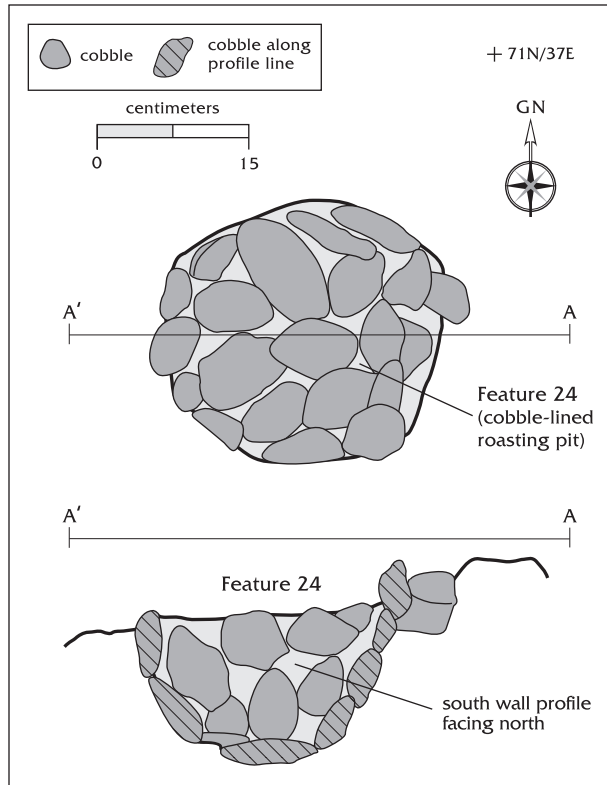 cobble
cobble along
profile line
+ 71N/37E
centimeters
0 15
GN
A' A
Feature 24
(cobble-lined
roasting pit)
A' A
Feature 24
south wall profile
facing north